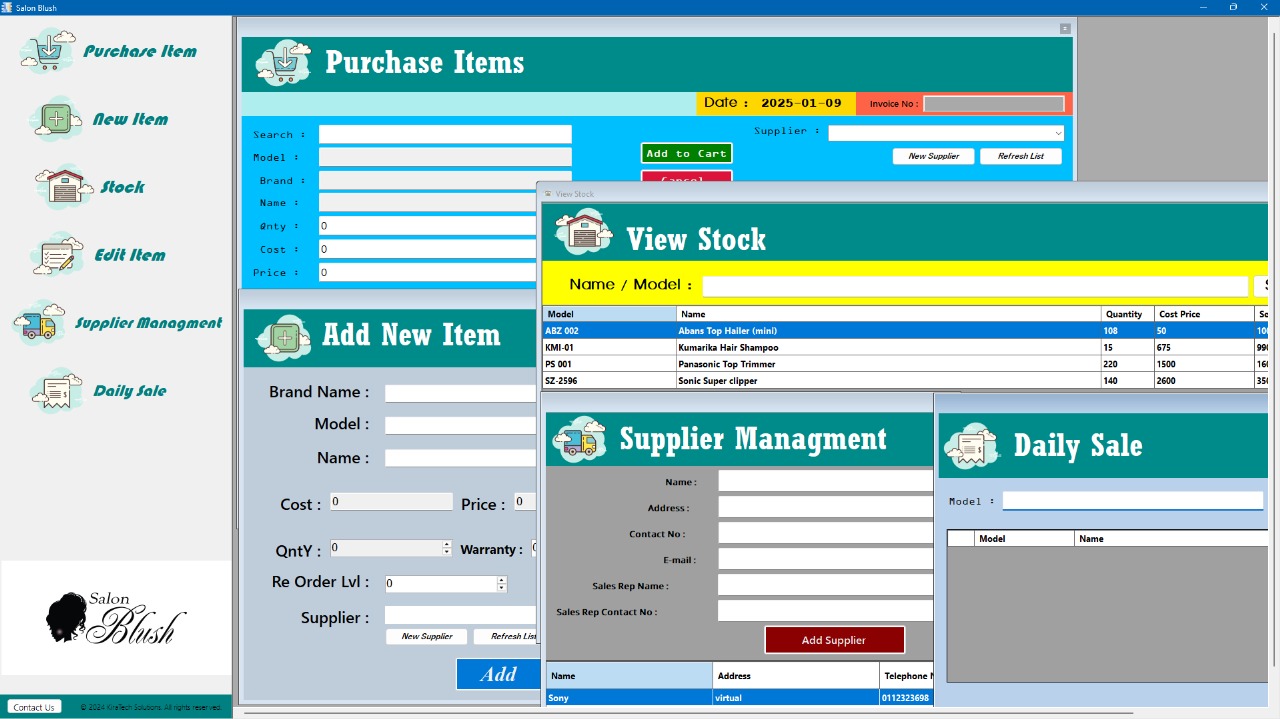 Salon Blush
Purchase Item
New Item
Stock
Edit Item
Supplier Managment
Daily Sale
Salon
Blush
Contact Us
© 2024 KiraTech Solutions. All rights reserved.
Purchase Items
Date : 2025-01-09 Invoice No :
Search :
Model :
Brand :
Name :
Qnty : 0
Cost : 0
Price : 0
Add to Cart
Cancel
Supplier :
New Supplier Refresh List
View Stock
View Stock
Name / Model :
Model Name Quantity Cost Price
ABZ 002 Abans Top Hailer (mini) 108 50
KMI-01 Kumarika Hair Shampoo 15 675
PS 001 Panasonic Top Trimmer 220 1500
SZ-2596 Sonic Super clipper 140 2600
Add New Item
Brand Name :
Model :
Name :
Cost : 0 Price : 0
QntY : 0 Warranty :
Re Order Lvl : 0
Supplier :
New Supplier Refresh List
Add
Supplier Managment
Name :
Address :
Contact No :
E-mail :
Sales Rep Name :
Sales Rep Contact No :
Add Supplier
Name Address Telephone
Sony virtual 0112323698
Daily Sale
Model :
Model Name